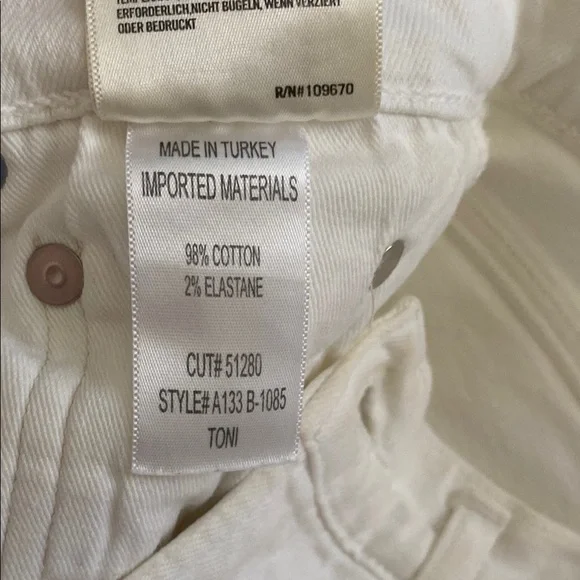 ERFORDERLICH,NICHT BÜGELN, WENN VERZIERT
ODER BEDRUCKT
R/N#109670
MADE IN TURKEY
IMPORTED MATERIALS
98% COTTON
2% ELASTANE
CUT# 51280
STYLE# A133 B-1085
TONI